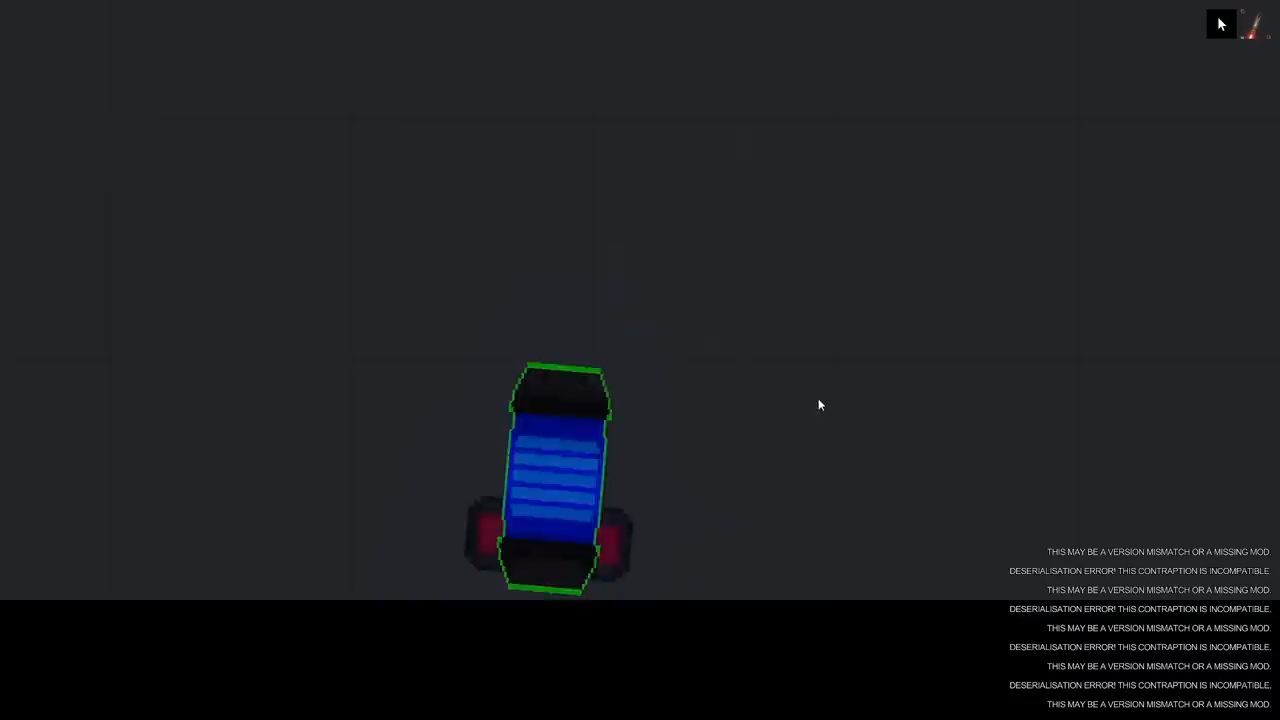 THIS MAY BE A VERSION MISMATCH OR A MISSING MOD.
DESERIALISATION ERROR! THIS CONTRAPTION IS INCOMPATIBLE.
THIS MAY BE A VERSION MISMATCH OR A MISSING MOD.
DESERIALISATION ERROR! THIS CONTRAPTION IS INCOMPATIBLE.
THIS MAY BE A VERSION MISMATCH OR A MISSING MOD.
DESERIALISATION ERROR! THIS CONTRAPTION IS INCOMPATIBLE.
THIS MAY BE A VERSION MISMATCH OR A MISSING MOD.
DESERIALISATION ERROR! THIS CONTRAPTION IS INCOMPATIBLE.
THIS MAY BE A VERSION MISMATCH OR A MISSING MOD.